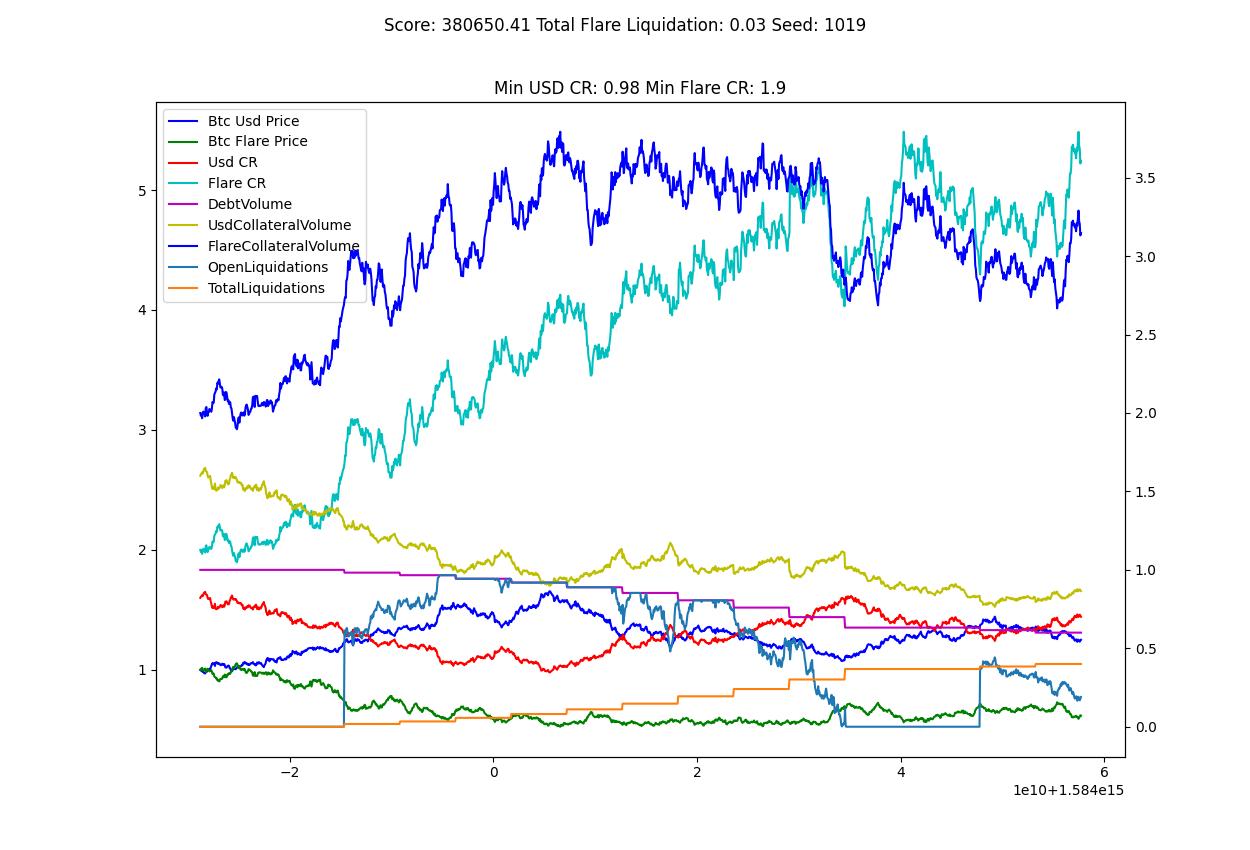 Score: 380650.41 Total Flare Liquidation: 0.03 Seed: 1019
Min USD CR: 0.98 Min Flare CR: 1.9
Btc Usd Price
Btc Flare Price
Usd CR
Flare CR
DebtVolume
UsdCollateralVolume
FlareCollateralVolume
OpenLiquidations
TotalLiquidations
5
4
3
2
1
3.5
3.0
2.5
2.0
1.5
1.0
0.5
0.0
−2
0
2
4
6
1e10+1.584e15